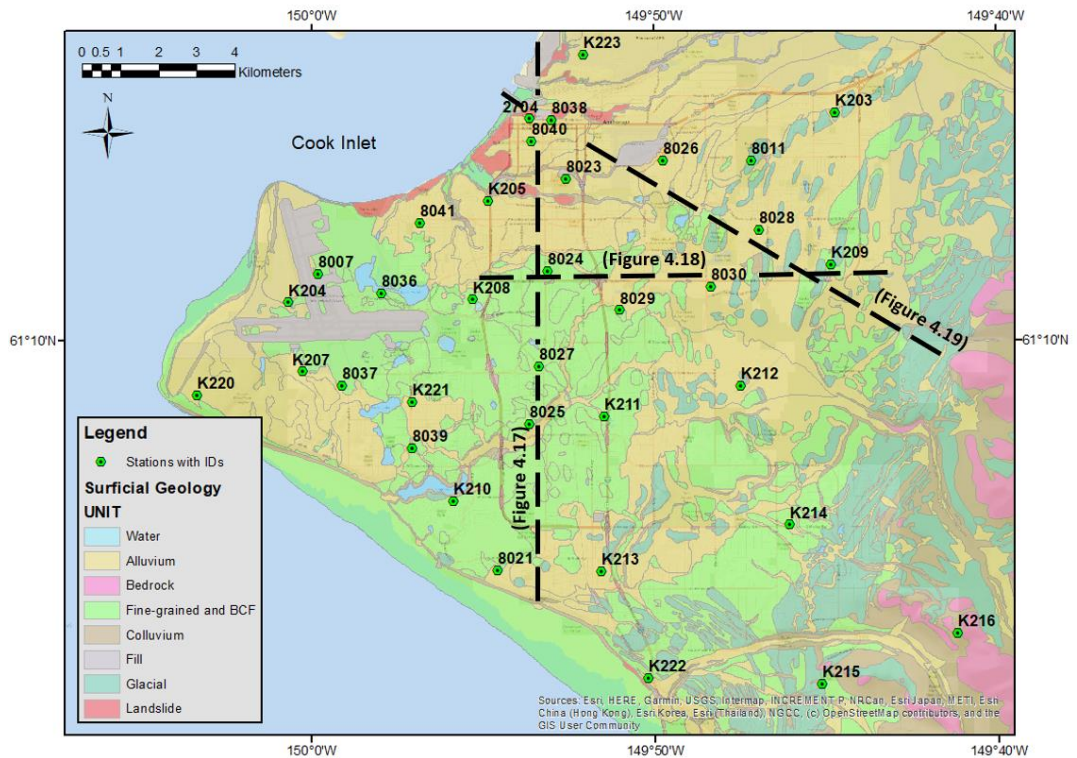 150°0'W 149°50'W 149°40'W
0 0.5 1 2 3 4
Kilometers
N
Cook Inlet
K223
K203
2704 8038
8040
8026 8011
8023
K205
8041
8028
8024
(Figure 4.18)
K209
8007
8036
K204
K208
8030
8029
(Figure 4.19)
61°10'N 61°10'N
K207
8037
8027
K220
K221
K212
K211
8025
8039
(Figure 4.17)
K210
K214
8021
K213
K216
K222
K215
Legend
Stations with IDs
Surficial Geology
UNIT
Water
Alluvium
Bedrock
Fine-grained and BCF
Colluvium
Fill
Glacial
Landslide
Sources: Esri, HERE, Garmin, USGS, Intermap, INCREMENT P, NRCan, Esri Japan, METI, Esri
China (Hong Kong), Esri Korea, Esri (Thailand), NGCC, (c) OpenStreetMap contributors, and the
GIS User Community
150°0'W 149°50'W 149°40'W